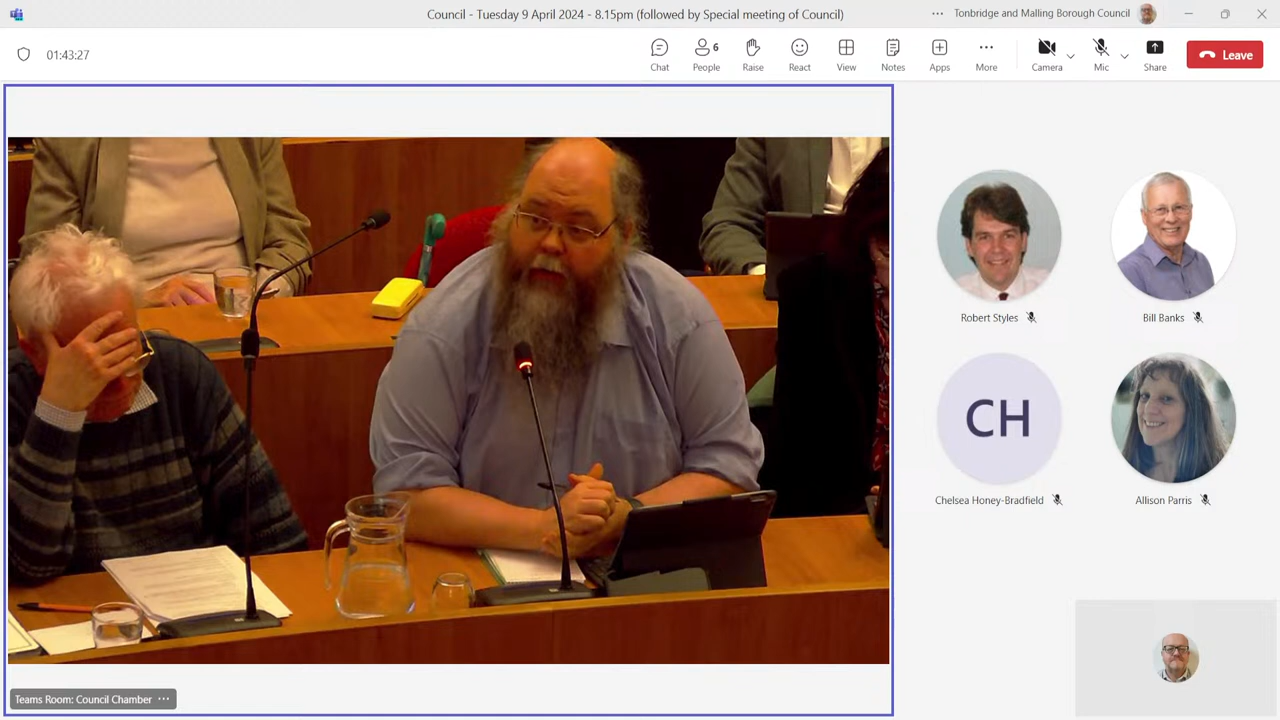 Council - Tuesday 9 April 2024 - 8.15pm (followed by Special meeting of Council)
Tonbridge and Malling Borough Council
01:43:27
6
Chat
People
Raise
React
View
Notes
Apps
More
Camera
Mic
Share
Leave
Robert Styles
Bill Banks
CH
Chelsea Honey-Bradfield
Allison Parris
Teams Room: Council Chamber